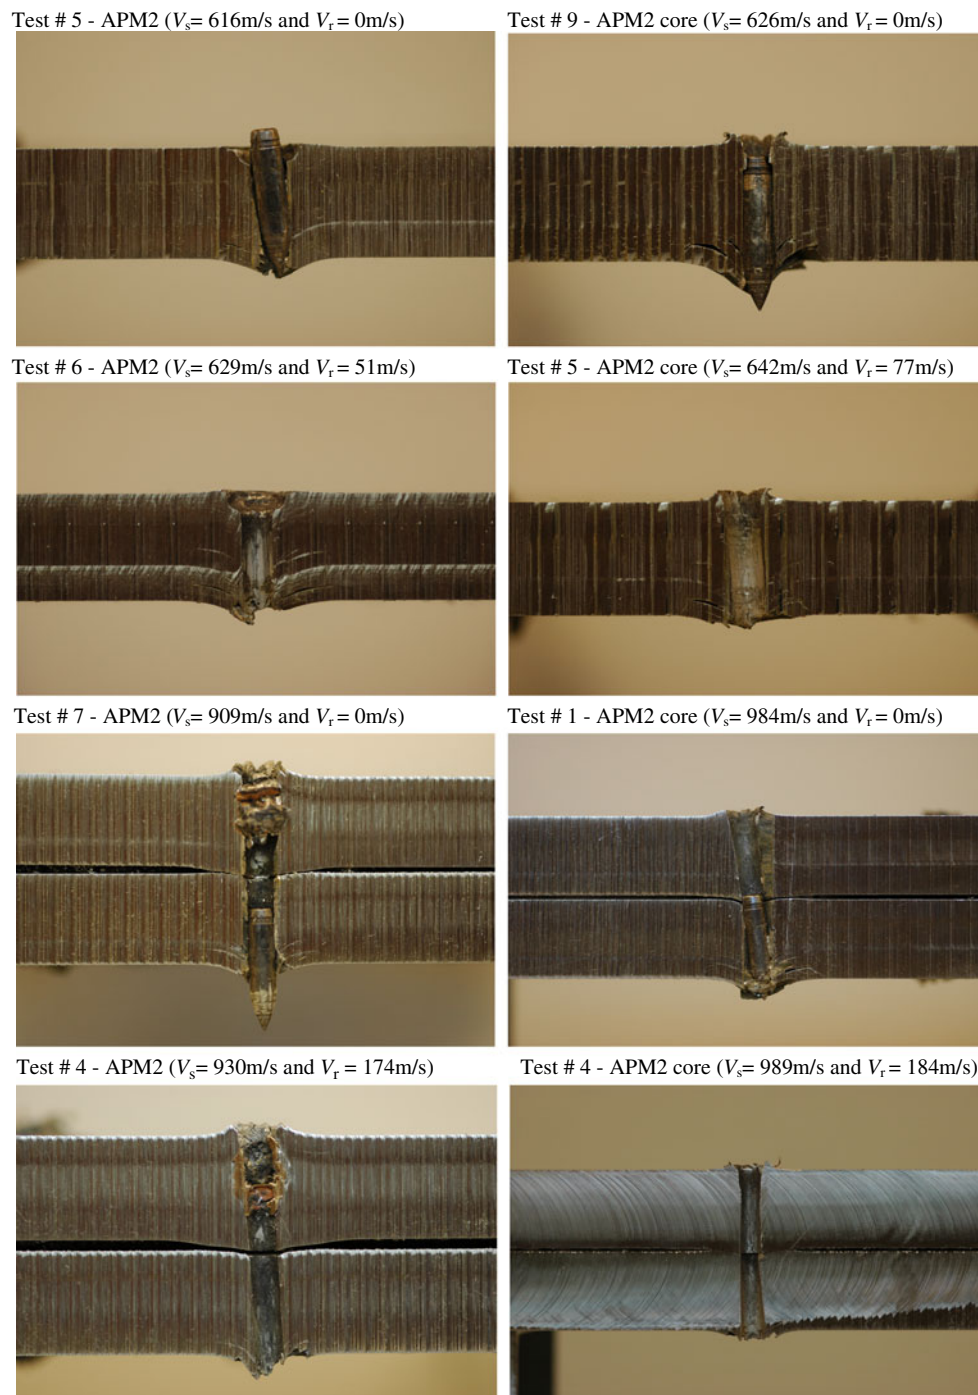 Test # 5 - APM2 (Vs= 616m/s and Vr= 0m/s)
Test # 9 - APM2 core (Vs= 626m/s and Vr= 0m/s)
Test # 6 - APM2 (Vs= 629m/s and Vr= 51m/s)
Test # 5 - APM2 core (Vs= 642m/s and Vr= 77m/s)
Test # 7 - APM2 (Vs= 909m/s and Vr= 0m/s)
Test # 1 - APM2 core (Vs= 984m/s and Vr= 0m/s)
Test # 4 - APM2 (Vs= 930m/s and Vr = 174m/s)
Test # 4 - APM2 core (Vs= 989m/s and Vr= 184m/s)